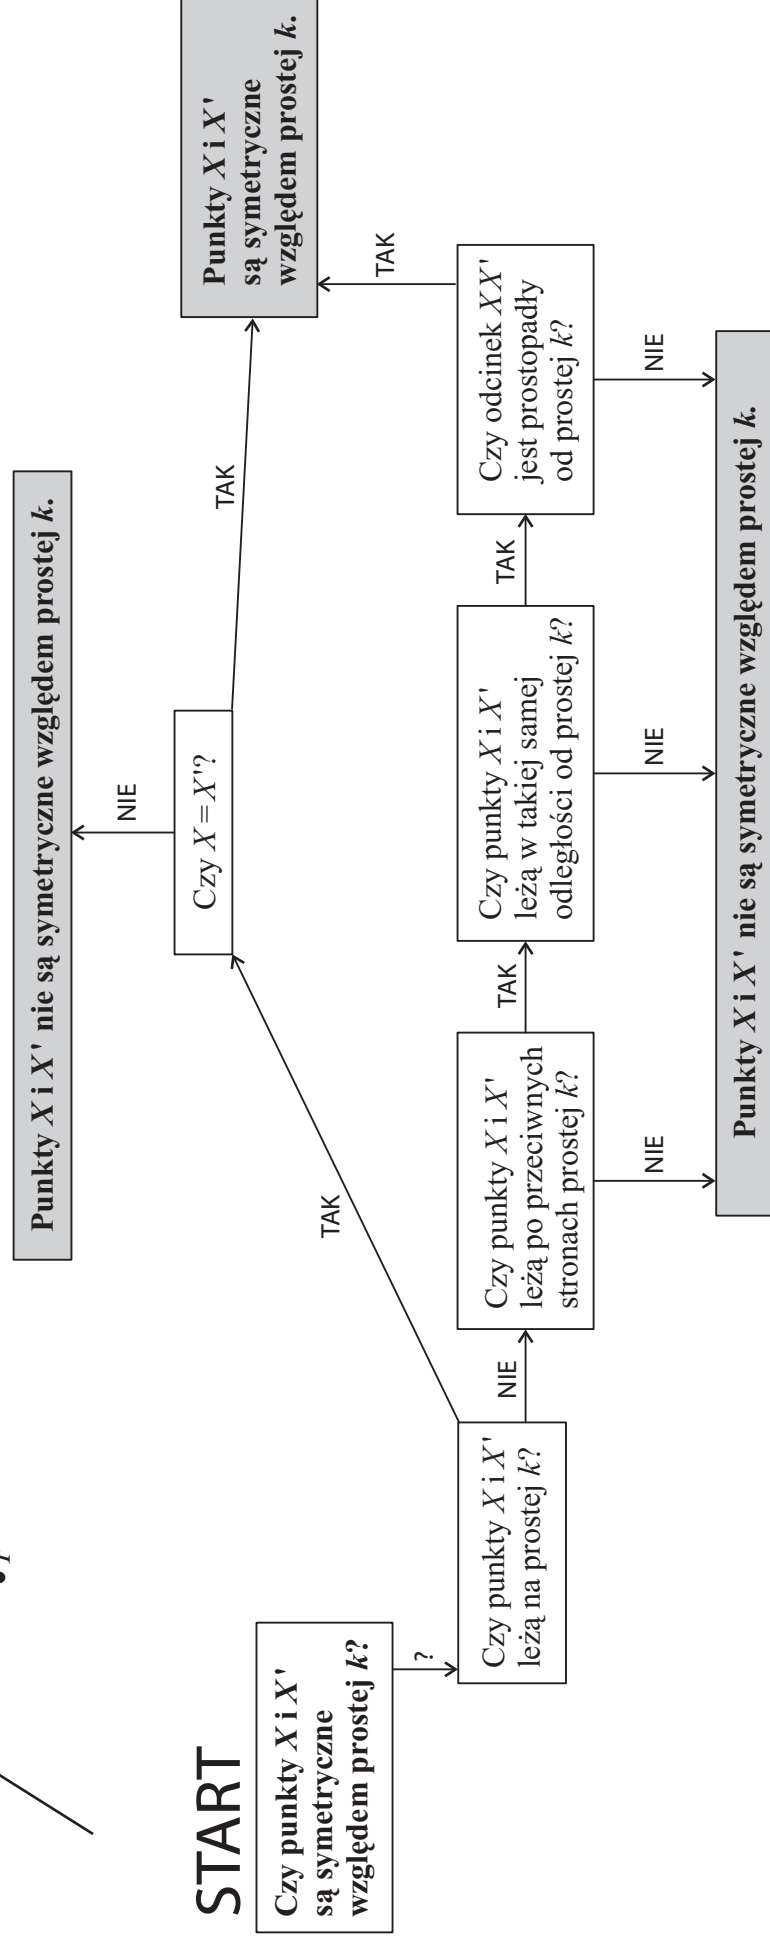 START
Czy punkty X i X'
są symetryczne
względem prostej k?
?
Czy punkty X i X'
leżą na prostej k?
TAK
NIE
Czy X = X'?
NIE
Punkty X i X' nie są symetryczne względem prostej k.
TAK
Punkty X i X'
są symetryczne
względem prostej k.
Czy punkty X i X'
leżą po przeciwnych
stronach prostej k?
TAK
NIE
Czy punkty X i X'
leżą w takiej samej
odległości od prostej k?
TAK
NIE
Czy odcinek XX'
jest prostopadły
od prostej k?
TAK
NIE
Punkty X i X' nie są symetryczne względem prostej k.